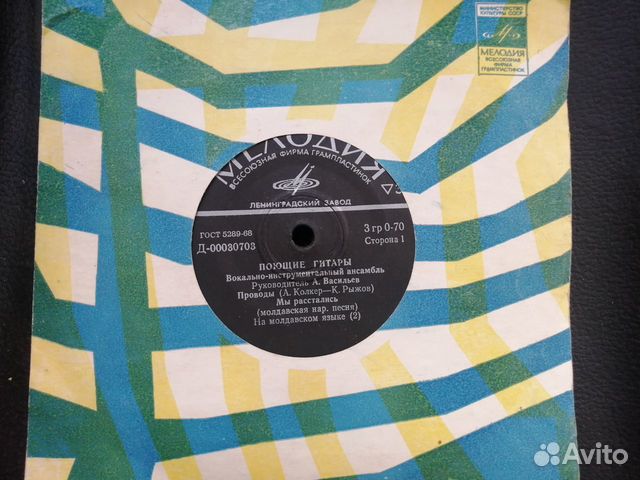 МИНИСТЕРСТВО
КУЛЬТУРЫ СССР
МЕЛОДИЯ
ВСЕСОЮЗНАЯ
ФИРМА
ГРАМПЛАСТИНОК
МЕЛОДИЯ
ВСЕСОЮЗНАЯ ФИРМА ГРАМПЛАСТИНОК
ЛЕНИНГРАДСКИЙ ЗАВОД
ГОСТ 5289-68
Д-00030703
3 гр 0-70
Сторона 1
ПОЮЩИЕ ГИТАРЫ
Вокально-инструментальный ансамбль
Руководитель А. Васильев
Проводы (А. Колкер—К. Рыжов)
Мы расстались
(молдавская нар. песня)
На молдавском языке (2)
Avito